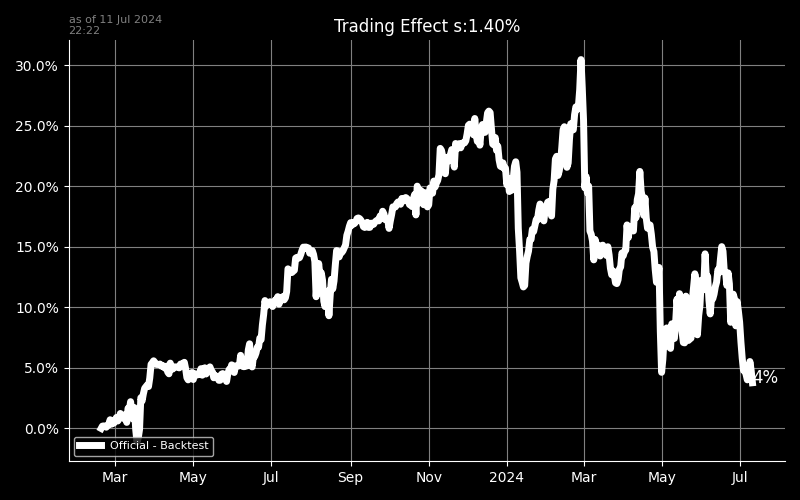 as of 11 Jul 2024
22:22
Trading Effect s:1.40%
30.0%
25.0%
20.0%
15.0%
10.0%
5.0%
0.0%
4%
Official - Backtest
Mar May Jul Sep Nov 2024 Mar May Jul